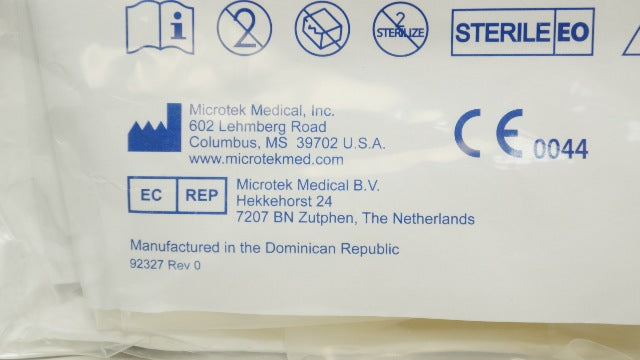 i 2 2 STERILIZE STERILE EO
Microtek Medical, Inc.
602 Lehmberg Road
Columbus, MS 39702 U.S.A.
www.microtekmed.com
CE 0044
EC REP
Microtek Medical B.V.
Hekkehorst 24
7207 BN Zutphen, The Netherlands
Manufactured in the Dominican Republic
92327 Rev 0